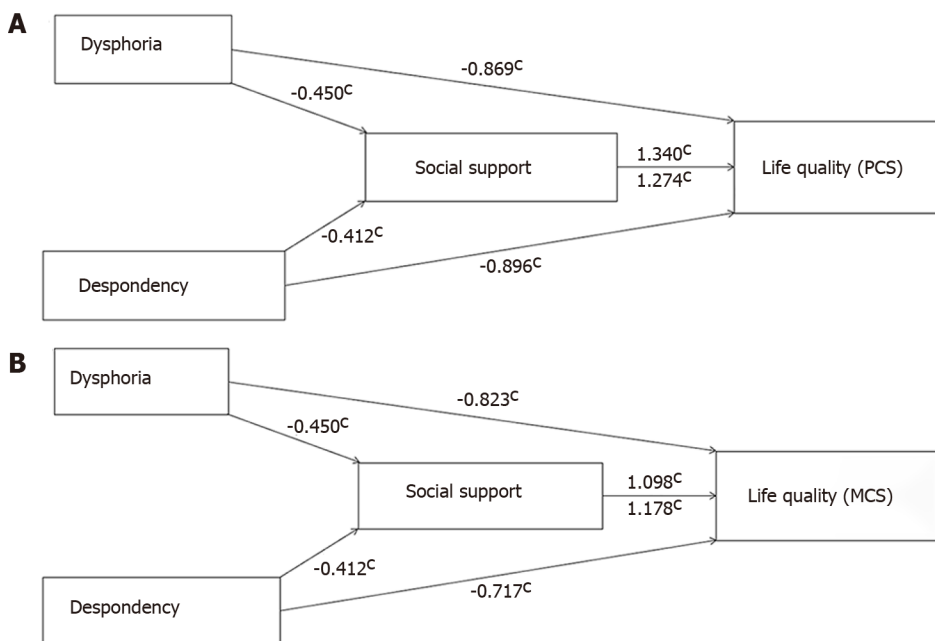 A
Dysphoria
-0.869ᶜ
-0.450ᶜ
Social support
1.340ᶜ
1.274ᶜ
Life quality (PCS)
-0.412ᶜ
-0.896ᶜ
Despondency
B
Dysphoria
-0.823ᶜ
-0.450ᶜ
Social support
1.098ᶜ
1.178ᶜ
Life quality (MCS)
-0.412ᶜ
-0.717ᶜ
Despondency